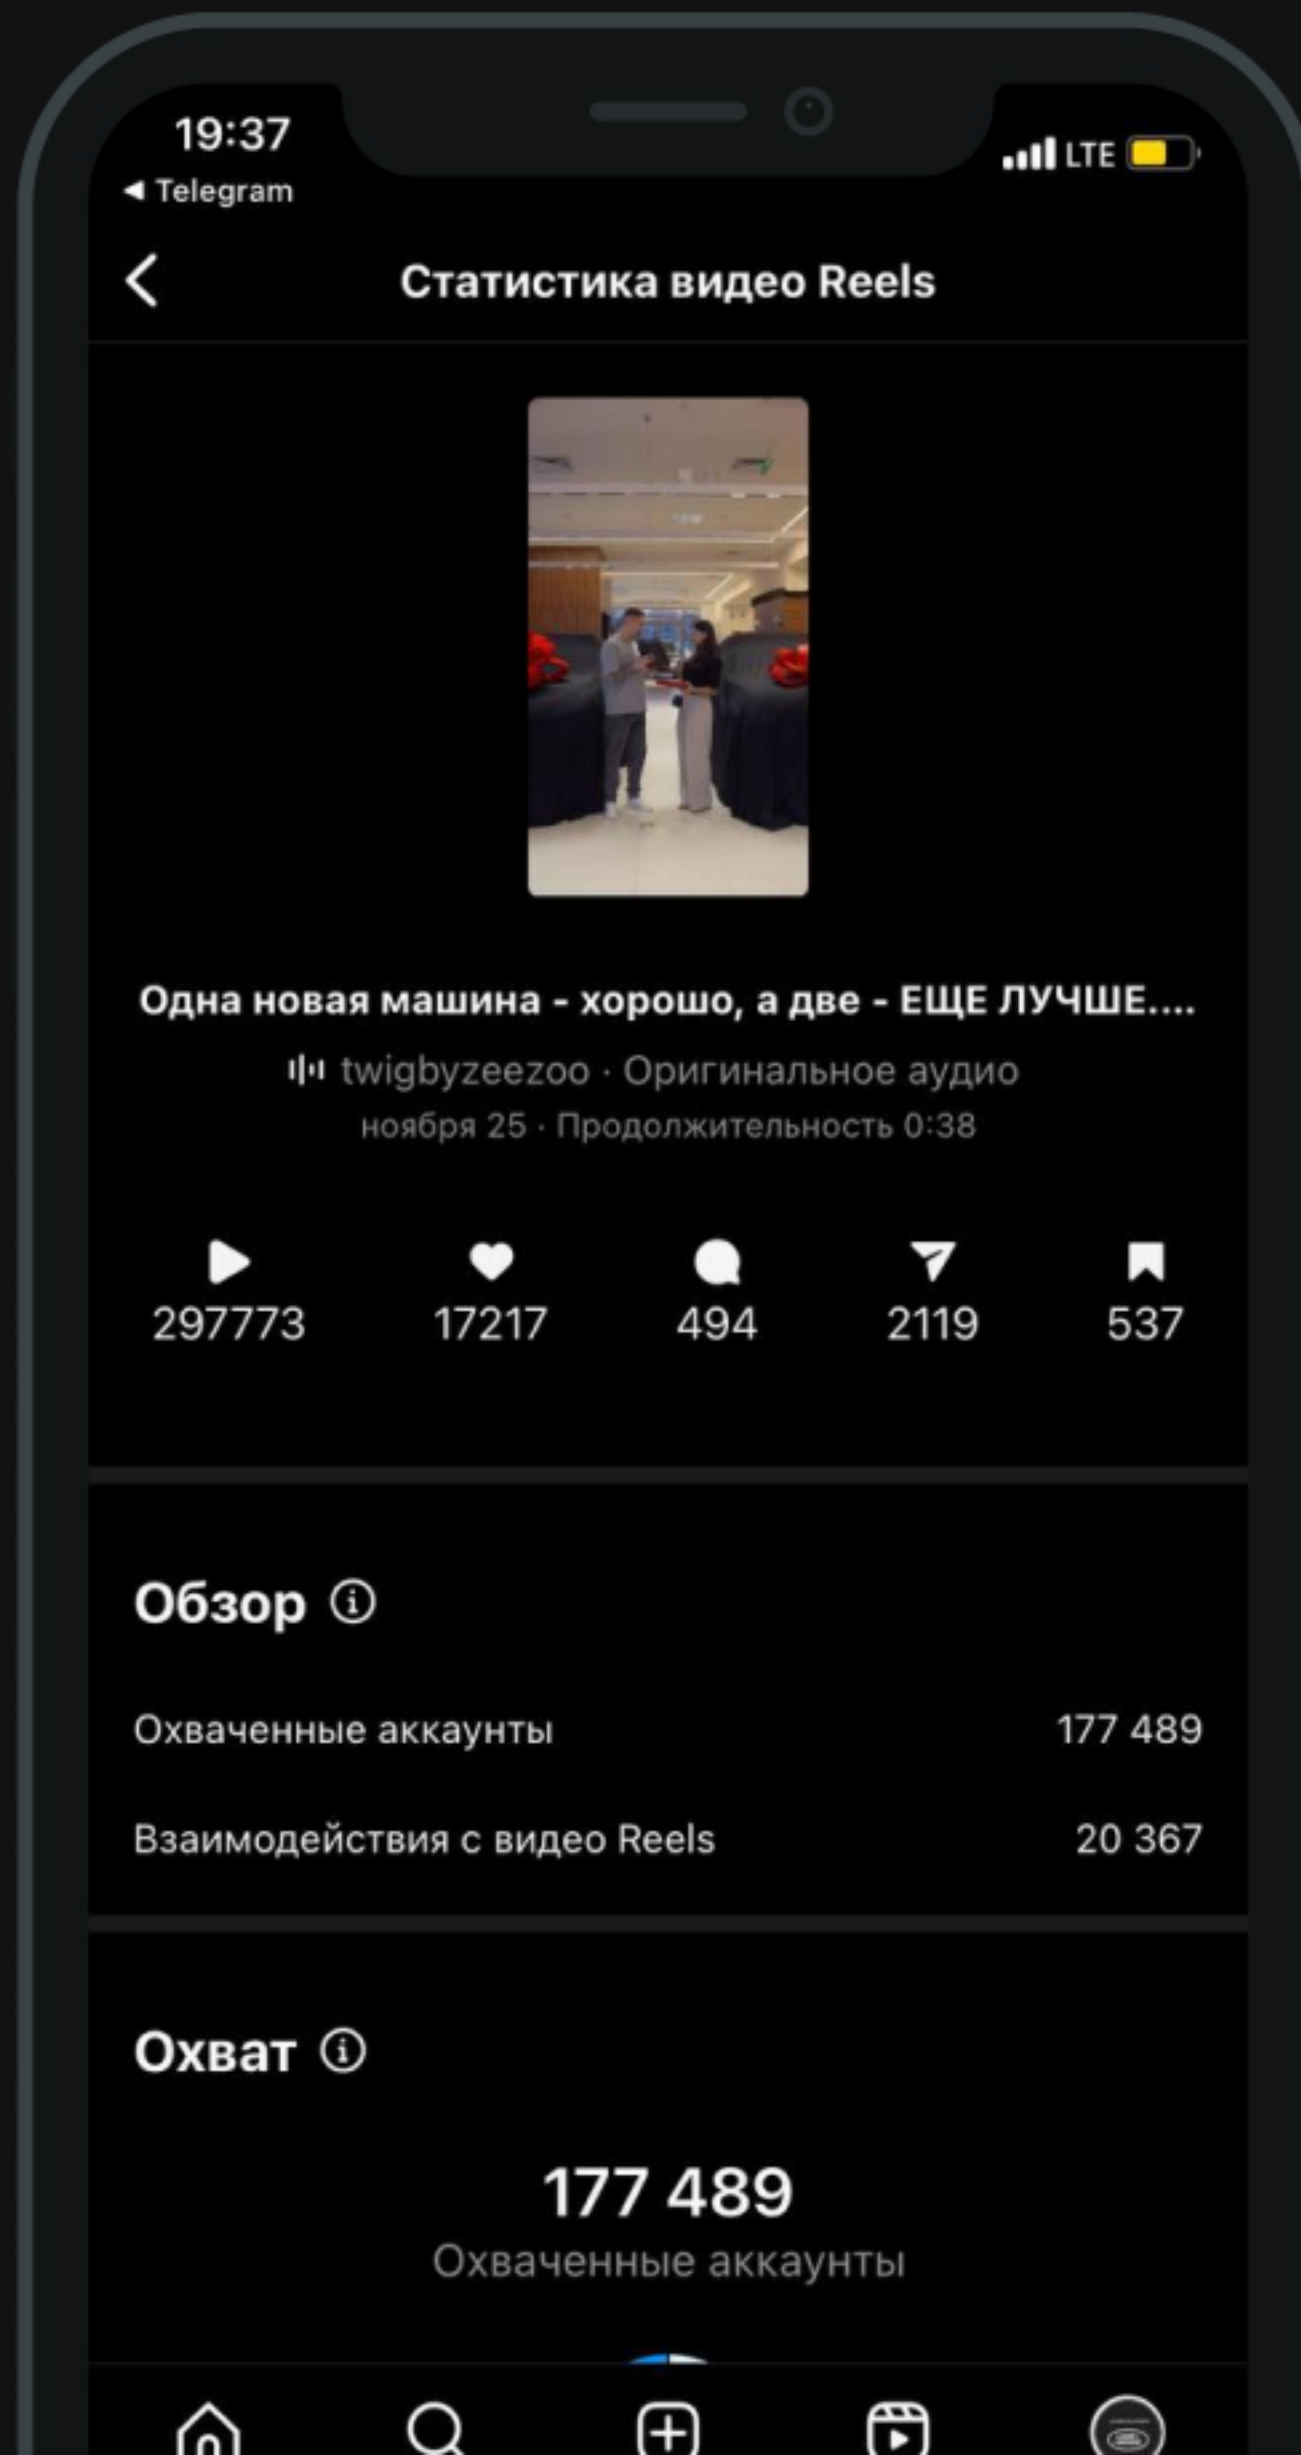 19:37
LTE
◀ Telegram
Статистика видео Reels
Одна новая машина - хорошо, а две - ЕЩЕ ЛУЧШЕ....
twigbyzeezoo · Оригинальное аудио
ноября 25 · Продолжительность 0:38
297773 17217 494 2119 537
Обзор
Охваченные аккаунты 177 489
Взаимодействия с видео Reels 20 367
Охват
177 489
Охваченные аккаунты